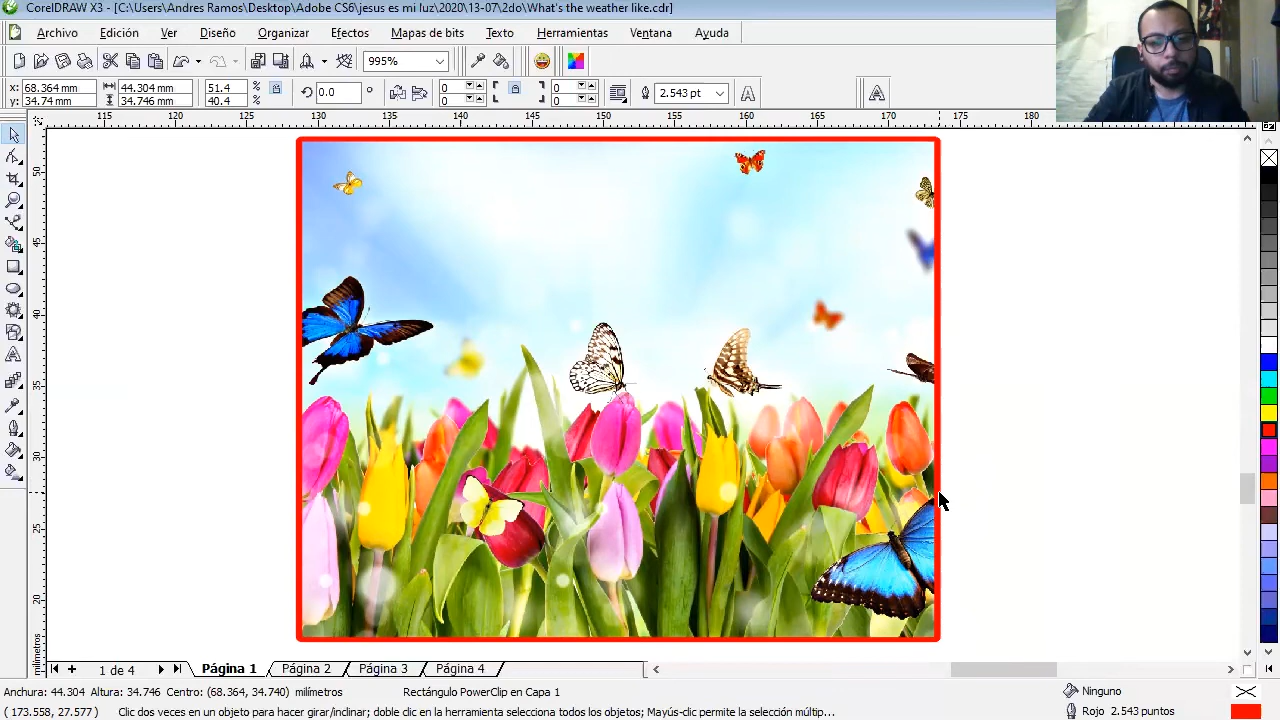 CorelDRAW X3 - [C:\Users\Andres Ramos\Desktop\Adobe CS6\jesus es mi luz\2020\13-07\2do\What's the weather like.cdr]
Archivo Edición Ver Diseño Organizar Efectos Mapas de bits Texto Herramientas Ventana Ayuda
995%
x: 68.364 mm 44.304 mm 51.4 % 0.0 ° 0 0 2.543 pt
y: 34.74 mm 34.746 mm 40.4 % 0 0
115 120 125 130 135 140 145 150 155 160 165 170 175 180
50
45
40
35
30
25
20
milímetros
1 de 4 Página 1 Página 2 Página 3 Página 4
Anchura: 44.304 Altura: 34.746 Centro: (68.364, 34.740) milímetros Rectángulo PowerClip en Capa 1 Ninguno
( 173.558, 27.577 ) Clic dos veces en un objeto para hacer girar/inclinar; doble clic en la herramienta selecciona todos los objetos; Mayús-clic permite la selección múltip... Rojo 2.543 puntos